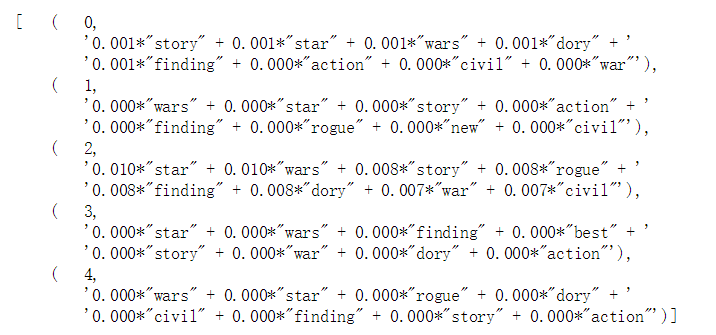 [   (   0,
        '0.001*"story" + 0.001*"star" + 0.001*"wars" + 0.001*"dory" + '
        '0.001*"finding" + 0.000*"action" + 0.000*"civil" + 0.000*"war"'),
    (   1,
        '0.000*"wars" + 0.000*"star" + 0.000*"story" + 0.000*"action" + '
        '0.000*"finding" + 0.000*"rogue" + 0.000*"new" + 0.000*"civil"'),
    (   2,
        '0.010*"star" + 0.010*"wars" + 0.008*"story" + 0.008*"rogue" + '
        '0.008*"finding" + 0.008*"dory" + 0.007*"war" + 0.007*"civil"'),
    (   3,
        '0.000*"star" + 0.000*"wars" + 0.000*"finding" + 0.000*"best" + '
        '0.000*"story" + 0.000*"war" + 0.000*"dory" + 0.000*"action"'),
    (   4,
        '0.000*"wars" + 0.000*"star" + 0.000*"rogue" + 0.000*"dory" + '
        '0.000*"civil" + 0.000*"finding" + 0.000*"story" + 0.000*"action"')]